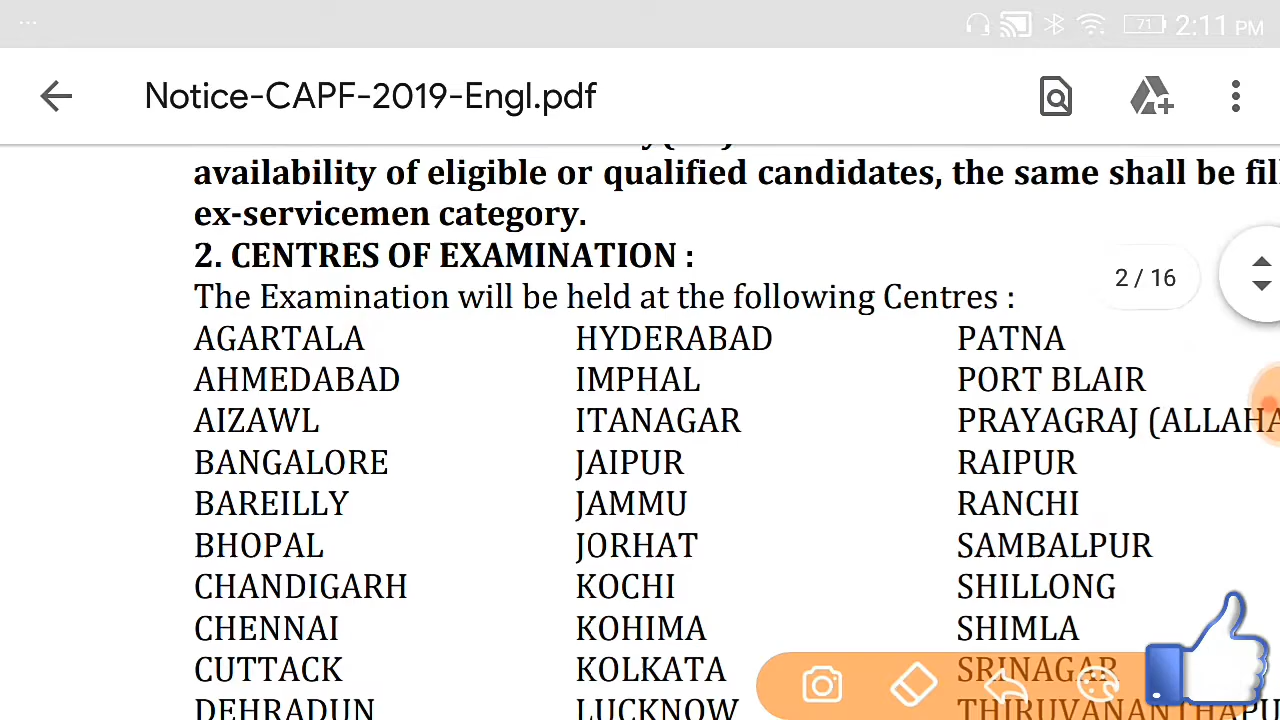 71 2:11 PM
Notice-CAPF-2019-Engl.pdf
availability of eligible or qualified candidates, the same shall be fil
ex-servicemen category.
2. CENTRES OF EXAMINATION :
2 / 16
The Examination will be held at the following Centres :
AGARTALA HYDERABAD PATNA
AHMEDABAD IMPHAL PORT BLAIR
AIZAWL ITANAGAR PRAYAGRAJ (ALLAHA
BANGALORE JAIPUR RAIPUR
BAREILLY JAMMU RANCHI
BHOPAL JORHAT SAMBALPUR
CHANDIGARH KOCHI SHILLONG
CHENNAI KOHIMA SHIMLA
CUTTACK KOLKATA SRINAGAR
DEHRADUN LUCKNOW THIRUVANANTHAPU